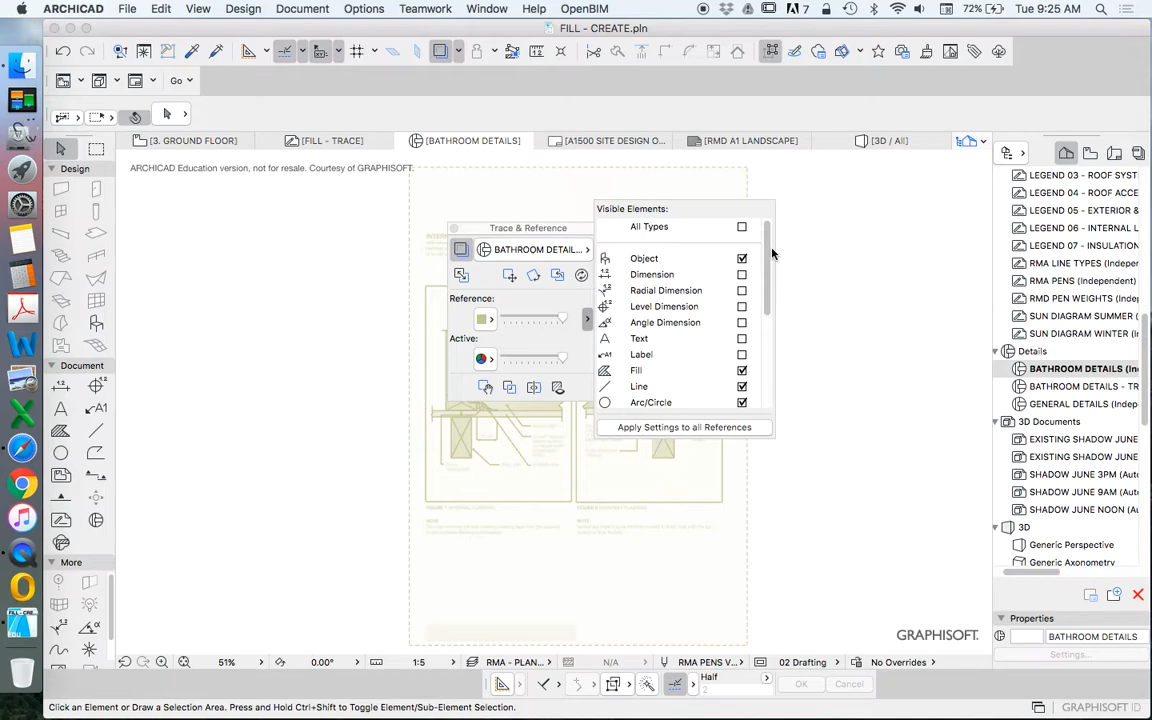 ARCHICAD File Edit View Design Document Options Teamwork Window Help OpenBIM 7 72% Tue 9:25 AM
FILL - CREATE.pln
Go
[3. GROUND FLOOR] [FILL - TRACE] [BATHROOM DETAILS] [A1500 SITE DESIGN O... [RMD A1 LANDSCAPE] [3D / All]
ARCHICAD Education version, not for resale. Courtesy of GRAPHISOFT.
Design
Document
More
Trace & Reference
BATHROOM DETAIL...
Reference:
Active:
Visible Elements:
All Types
Object
Dimension
Radial Dimension
Level Dimension
Angle Dimension
Text
Label
Fill
Line
Arc/Circle
Apply Settings to all References
NOTE
NOTE
LEGEND 03 - ROOF SYST
LEGEND 04 - ROOF ACCE
LEGEND 05 - EXTERIOR &
LEGEND 06 - INTERNAL L
LEGEND 07 - INSULATION
RMA LINE TYPES (Indeper
RMA PENS (Independent)
RMD PEN WEIGHTS (Indep
SUN DIAGRAM SUMMER (
SUN DIAGRAM WINTER (I
Details
BATHROOM DETAILS (In
BATHROOM DETAILS - TR
GENERAL DETAILS (Indep
3D Documents
EXISTING SHADOW JUNE
EXISTING SHADOW JUNE
SHADOW JUNE 3PM (Auto
SHADOW JUNE 9AM (Auto
SHADOW JUNE NOON (Au
3D
Generic Perspective
Generic Axonometry
Properties
BATHROOM DETAILS
Settings...
GRAPHISOFT.
51% 0.00° 1:5 RMA - PLAN... N/A RMA PENS V... 02 Drafting No Overrides
Half
2
OK Cancel
Click an Element or Draw a Selection Area. Press and Hold Ctrl+Shift to Toggle Element/Sub-Element Selection.
GRAPHISOFT ID